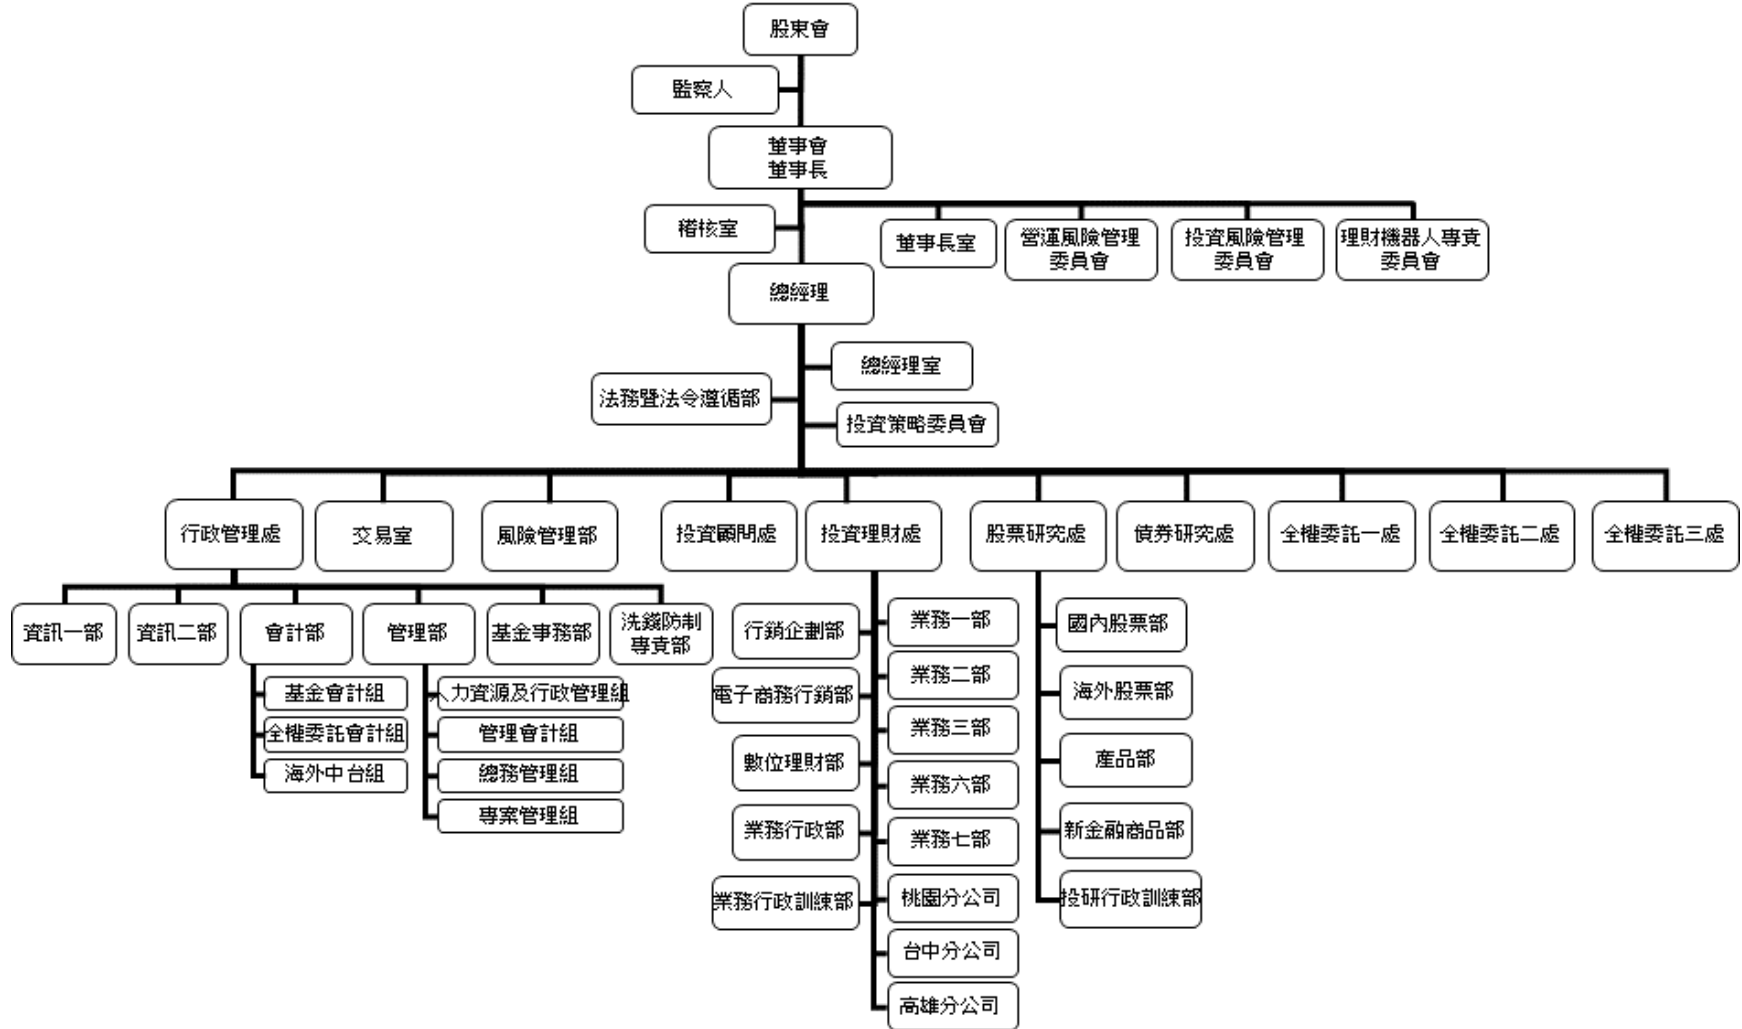 股東會
監察人
董事會
董事長
稽核室
董事長室
營運風險管理
委員會
投資風險管理
委員會
理財機器人專責
委員會
總經理
總經理室
法務暨法令遵循部
投資策略委員會
行政管理處
交易室
風險管理部
投資顧問處
投資理財處
股票研究處
債券研究處
全權委託一處
全權委託二處
全權委託三處
資訊一部
資訊二部
會計部
管理部
基金事務部
洗錢防制
專責部
基金會計組
全權委託會計組
海外中台組
人力資源及行政管理組
管理會計組
總務管理組
專案管理組
行銷企劃部
電子商務行銷部
數位理財部
業務行政部
業務行政訓練部
業務一部
業務二部
業務三部
業務六部
業務七部
桃園分公司
台中分公司
高雄分公司
國內股票部
海外股票部
產品部
新金融商品部
投研行政訓練部